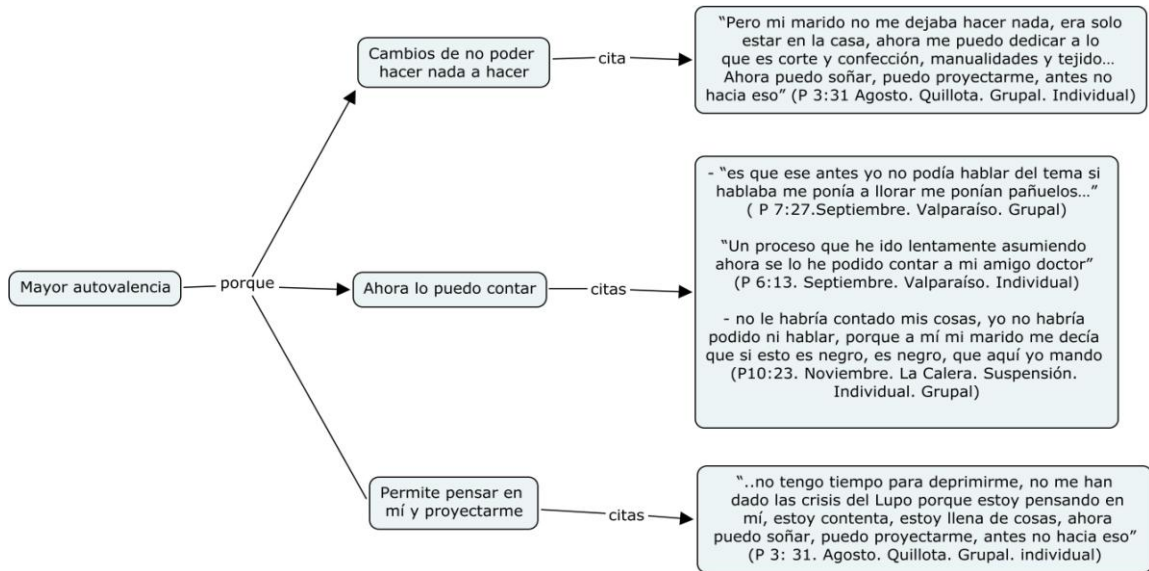 Mayor autovalencia
porque
Cambios de no poder
hacer nada a hacer
cita
“Pero mi marido no me dejaba hacer nada, era solo
estar en la casa, ahora me puedo dedicar a lo
que es corte y confección, manualidades y tejido...
Ahora puedo soñar, puedo proyectarme, antes no
hacia eso” (P 3:31 Agosto. Quillota. Grupal. Individual)
Ahora lo puedo contar
citas
- “es que ese antes yo no podía hablar del tema si
hablaba me ponía a llorar me ponían pañuelos...”
( P 7:27.Septiembre. Valparaíso. Grupal)
“Un proceso que he ido lentamente asumiendo
ahora se lo he podido contar a mi amigo doctor”
(P 6:13. Septiembre. Valparaíso. Individual)
- no le habría contado mis cosas, yo no habría
podido ni hablar, porque a mí mi marido me decía
que si esto es negro, es negro, que aquí yo mando
(P10:23. Noviembre. La Calera. Suspensión.
Individual. Grupal)
Permite pensar en
mí y proyectarme
citas
“..no tengo tiempo para deprimirme, no me han
dado las crisis del Lupo porque estoy pensando en
mí, estoy contenta, estoy llena de cosas, ahora
puedo soñar, puedo proyectarme, antes no hacia eso”
(P 3: 31. Agosto. Quillota. Grupal. individual)